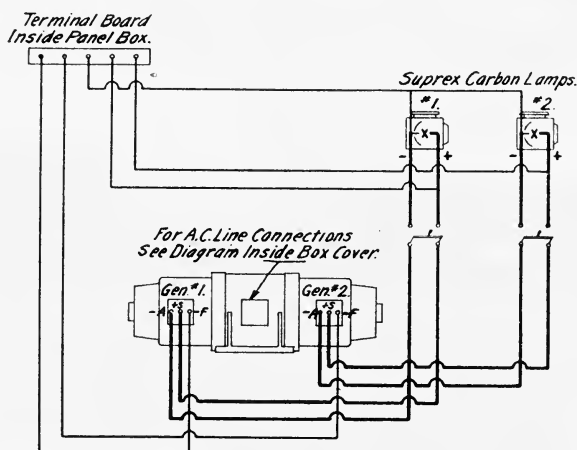 Terminal Board
Inside Panel Box.
Suprex Carbon Lamps.
#1.
#2.
X
X
- +
- +
For A.C. Line Connections
See Diagram Inside Box Cover.
Gen.#1.
Gen.#2.
+S
+S
-A
-F
-A
-F